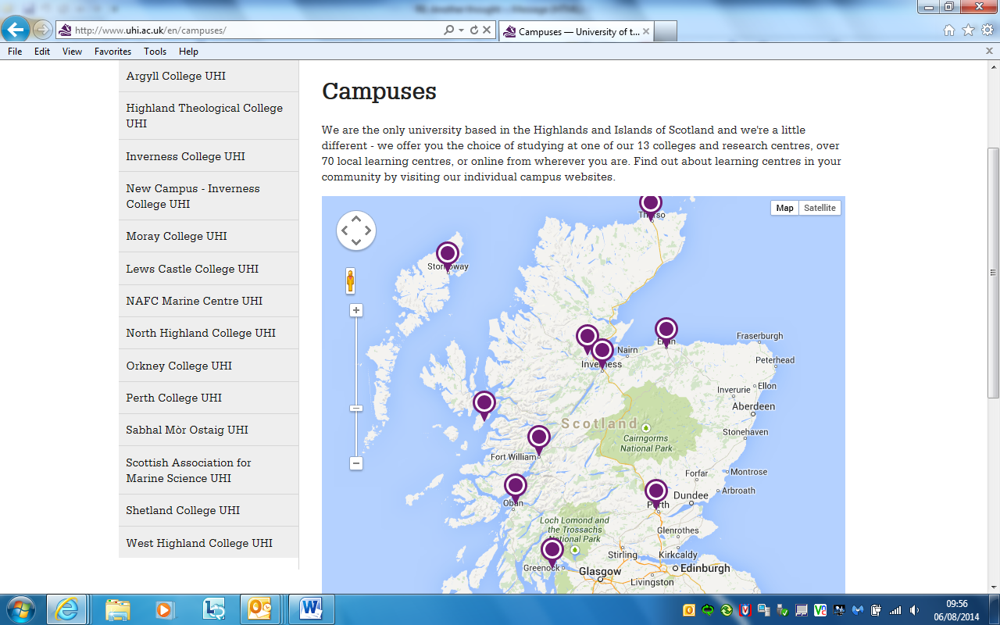 http://www.uhi.ac.uk/en/campuses/
Campuses — University of t...
File Edit View Favorites Tools Help
Argyll College UHI
Highland Theological College
UHI
Inverness College UHI
New Campus - Inverness
College UHI
Moray College UHI
Lews Castle College UHI
NAFC Marine Centre UHI
North Highland College UHI
Orkney College UHI
Perth College UHI
Sabhal Mòr Ostaig UHI
Scottish Association for
Marine Science UHI
Shetland College UHI
West Highland College UHI
Campuses
We are the only university based in the Highlands and Islands of Scotland and we're a little
different - we offer you the choice of studying at one of our 13 colleges and research centres, over
70 local learning centres, or online from wherever you are. Find out about learning centres in your
community by visiting our individual campus websites.
Map Satellite
Thurso
Stornoway
Elgin
Fraserburgh
Nairn
Inverness
Peterhead
Inverurie
Ellon
Aberdeen
Scotland
Stonehaven
Cairngorms
National Park
Fort William
Forfar
Montrose
Arbroath
Dundee
Oban
Perth
Loch Lomond and
the Trossachs
National Park
Glenrothes
Stirling
Kirkcaldy
Greenock
Glasgow
Edinburgh
Livingston
09:56
06/08/2014